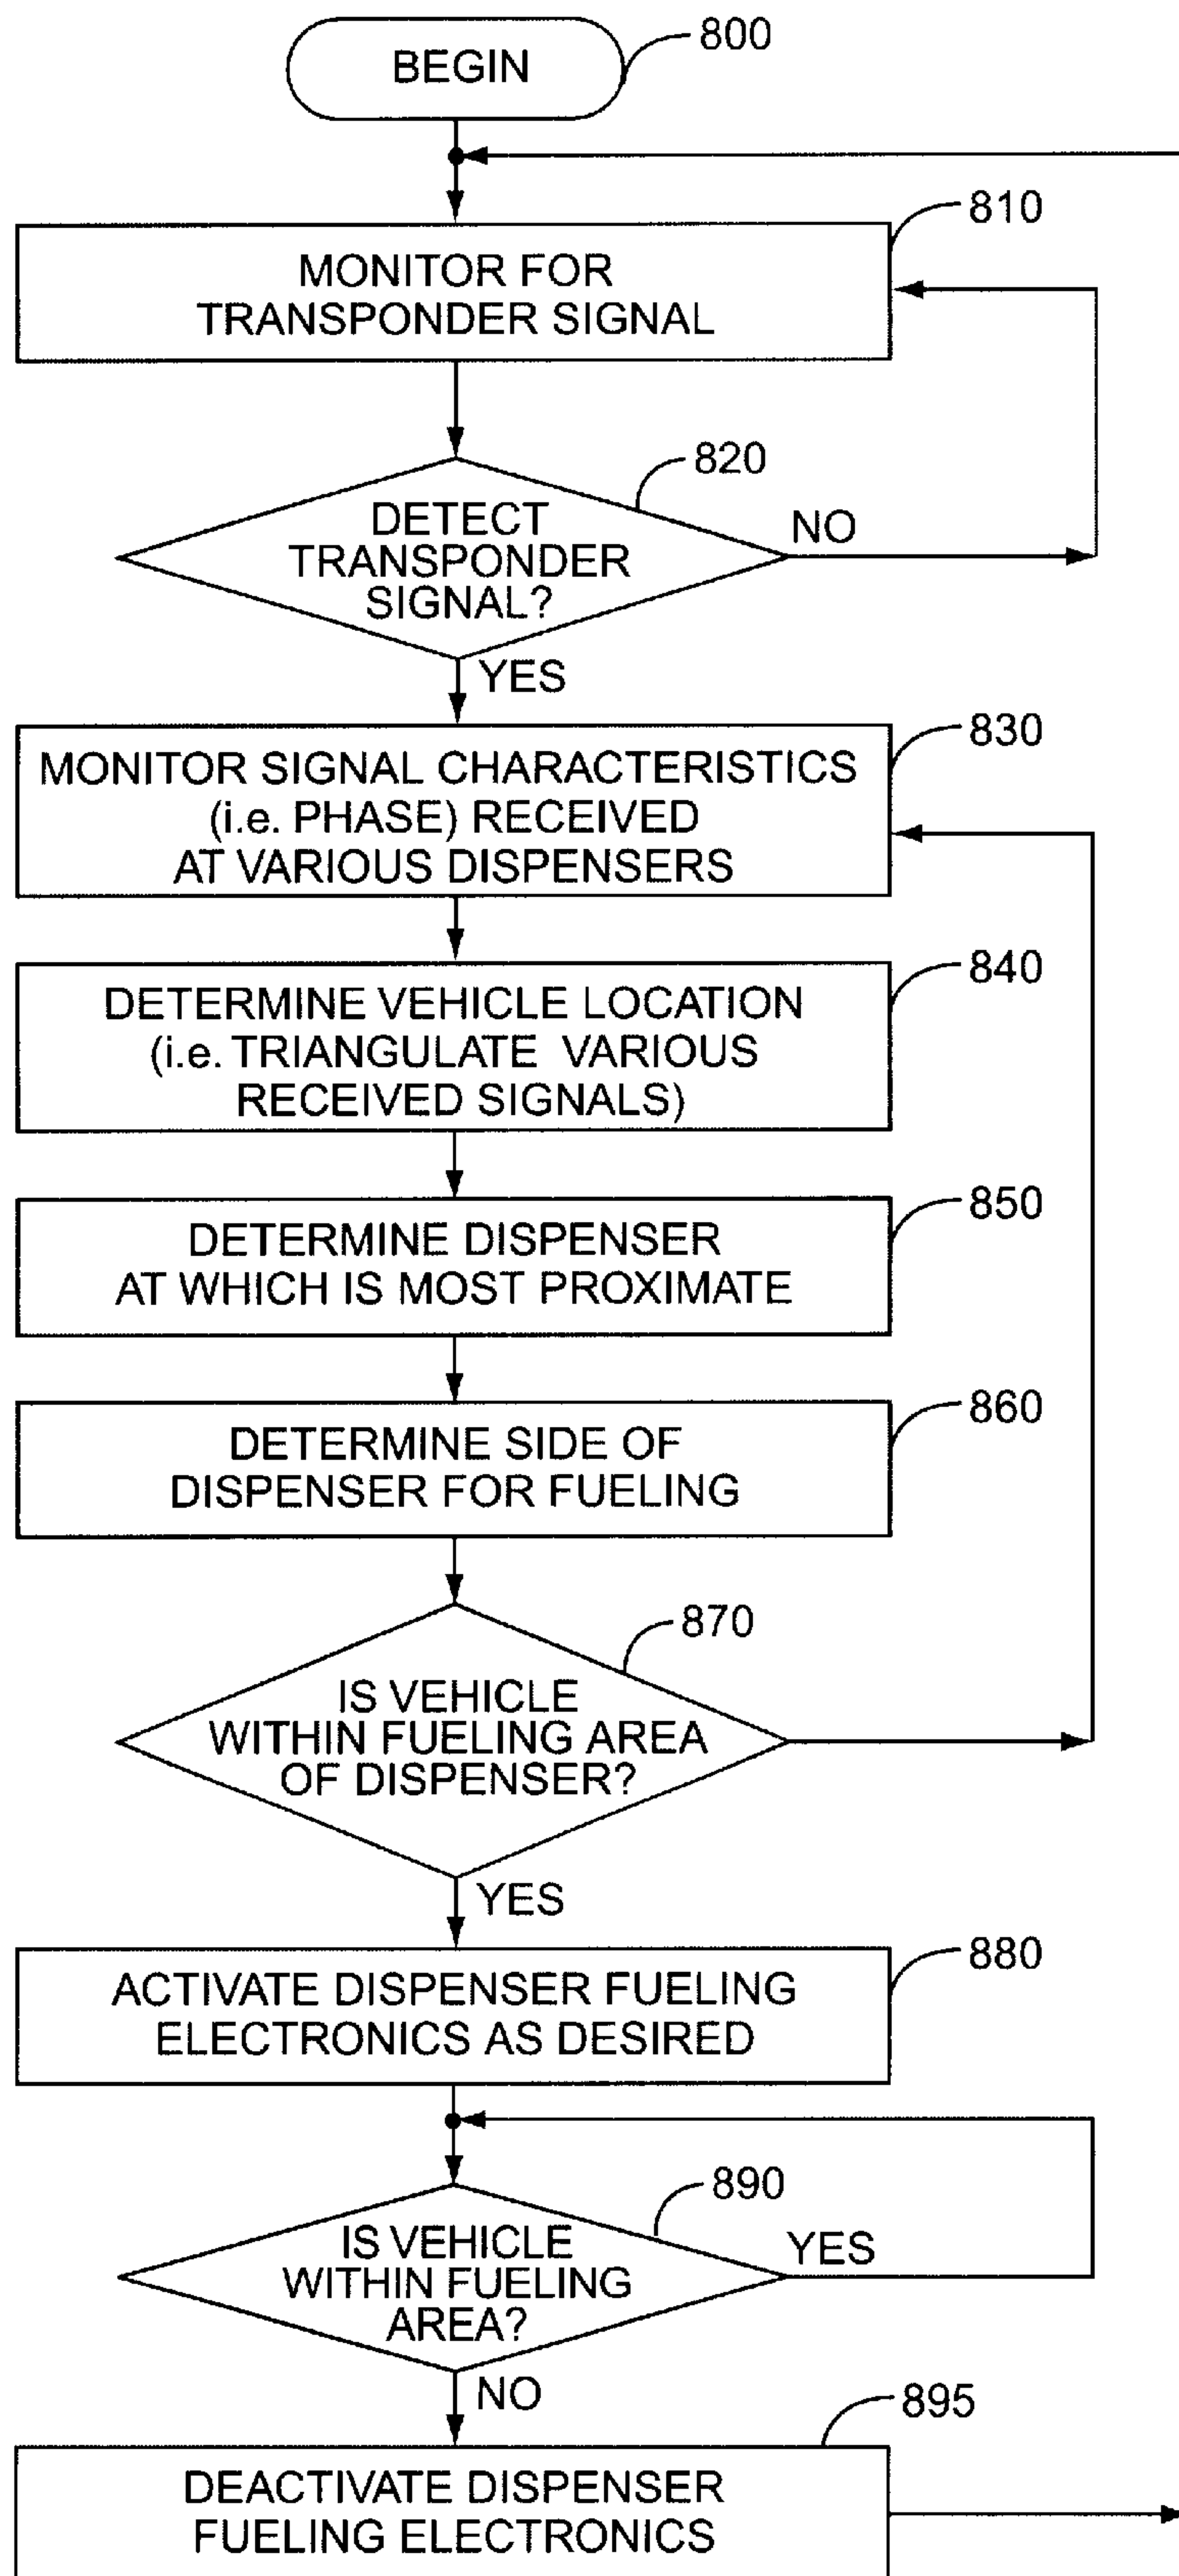 BEGIN
800
810
MONITOR FOR
TRANSPONDER SIGNAL
820
DETECT
TRANSPONDER
SIGNAL?
NO
YES
830
MONITOR SIGNAL CHARACTERISTICS
(i.e. PHASE) RECEIVED
AT VARIOUS DISPENSERS
840
DETERMINE VEHICLE LOCATION
(i.e. TRIANGULATE VARIOUS
RECEIVED SIGNALS)
850
DETERMINE DISPENSER
AT WHICH IS MOST PROXIMATE
860
DETERMINE SIDE OF
DISPENSER FOR FUELING
870
IS VEHICLE
WITHIN FUELING AREA
OF DISPENSER?
YES
880
ACTIVATE DISPENSER FUELING
ELECTRONICS AS DESIRED
890
IS VEHICLE
WITHIN FUELING
AREA?
YES
NO
895
DEACTIVATE DISPENSER
FUELING ELECTRONICS